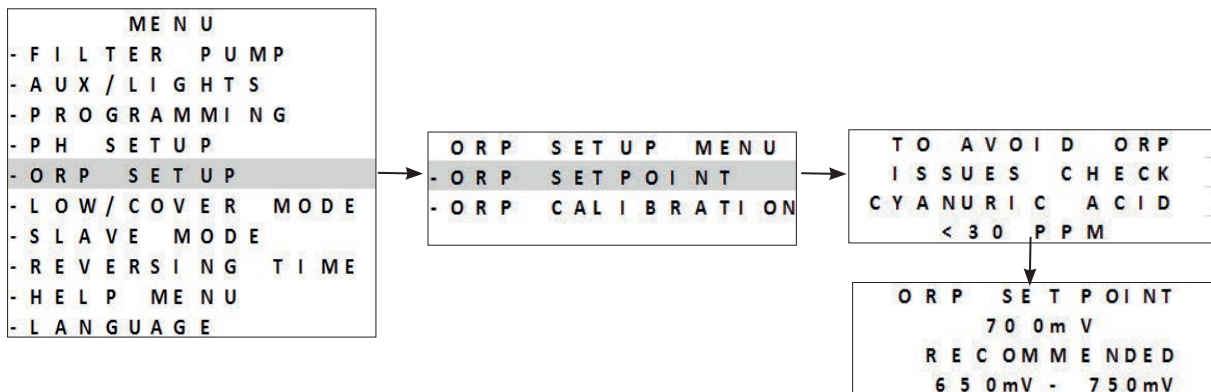 MENU
-FILTER PUMP
-AUX/LIGHTS
-PROGRAMMING
-PH SETUP
-ORP SETUP
-LOW/COVER MODE
-SLAVE MODE
-REVERSING TIME
-HELP MENU
-LANGUAGE
ORP SETUP MENU
-ORP SETPOINT
-ORP CALIBRATION
TO AVOID ORP
ISSUES CHECK
CYANURIC ACID
<30 PPM
ORP SETPOINT
700mV
RECOMMENDED
650mV - 750mV